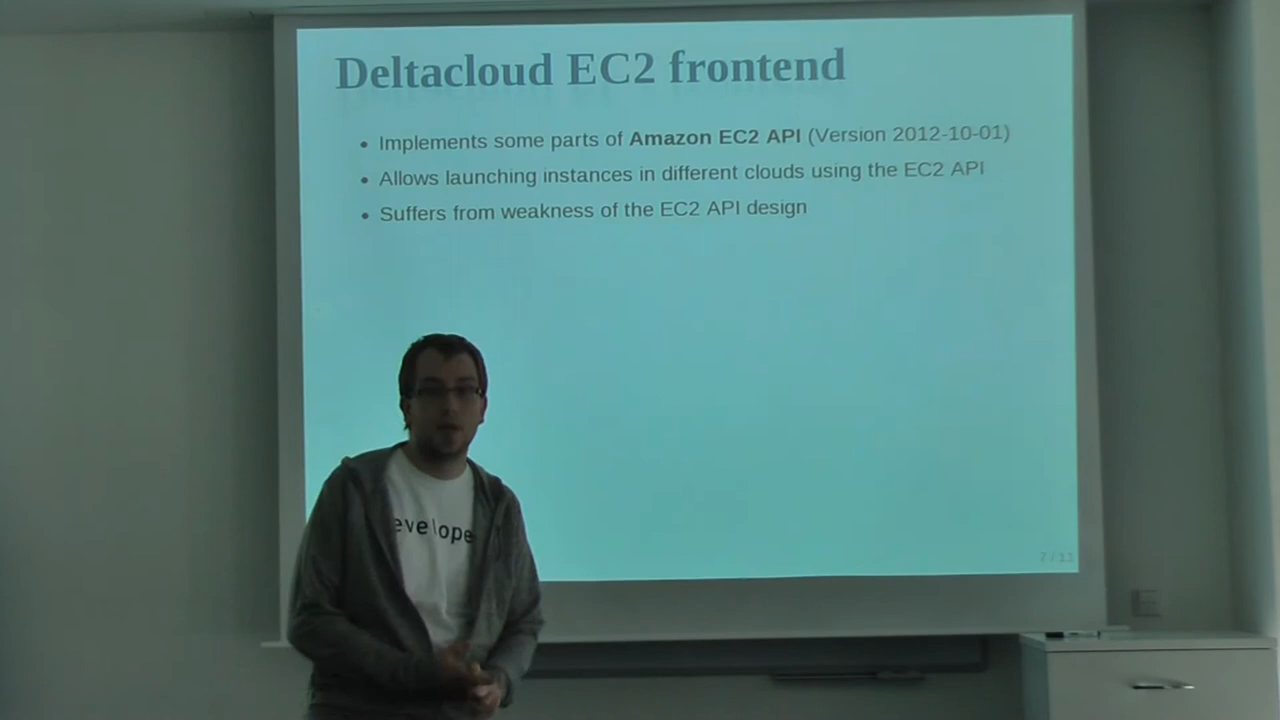 Deltacloud EC2 frontend
• Implements some parts of Amazon EC2 API (Version 2012-10-01)
• Allows launching instances in different clouds using the EC2 API
• Suffers from weakness of the EC2 API design
evelope
7 / 11